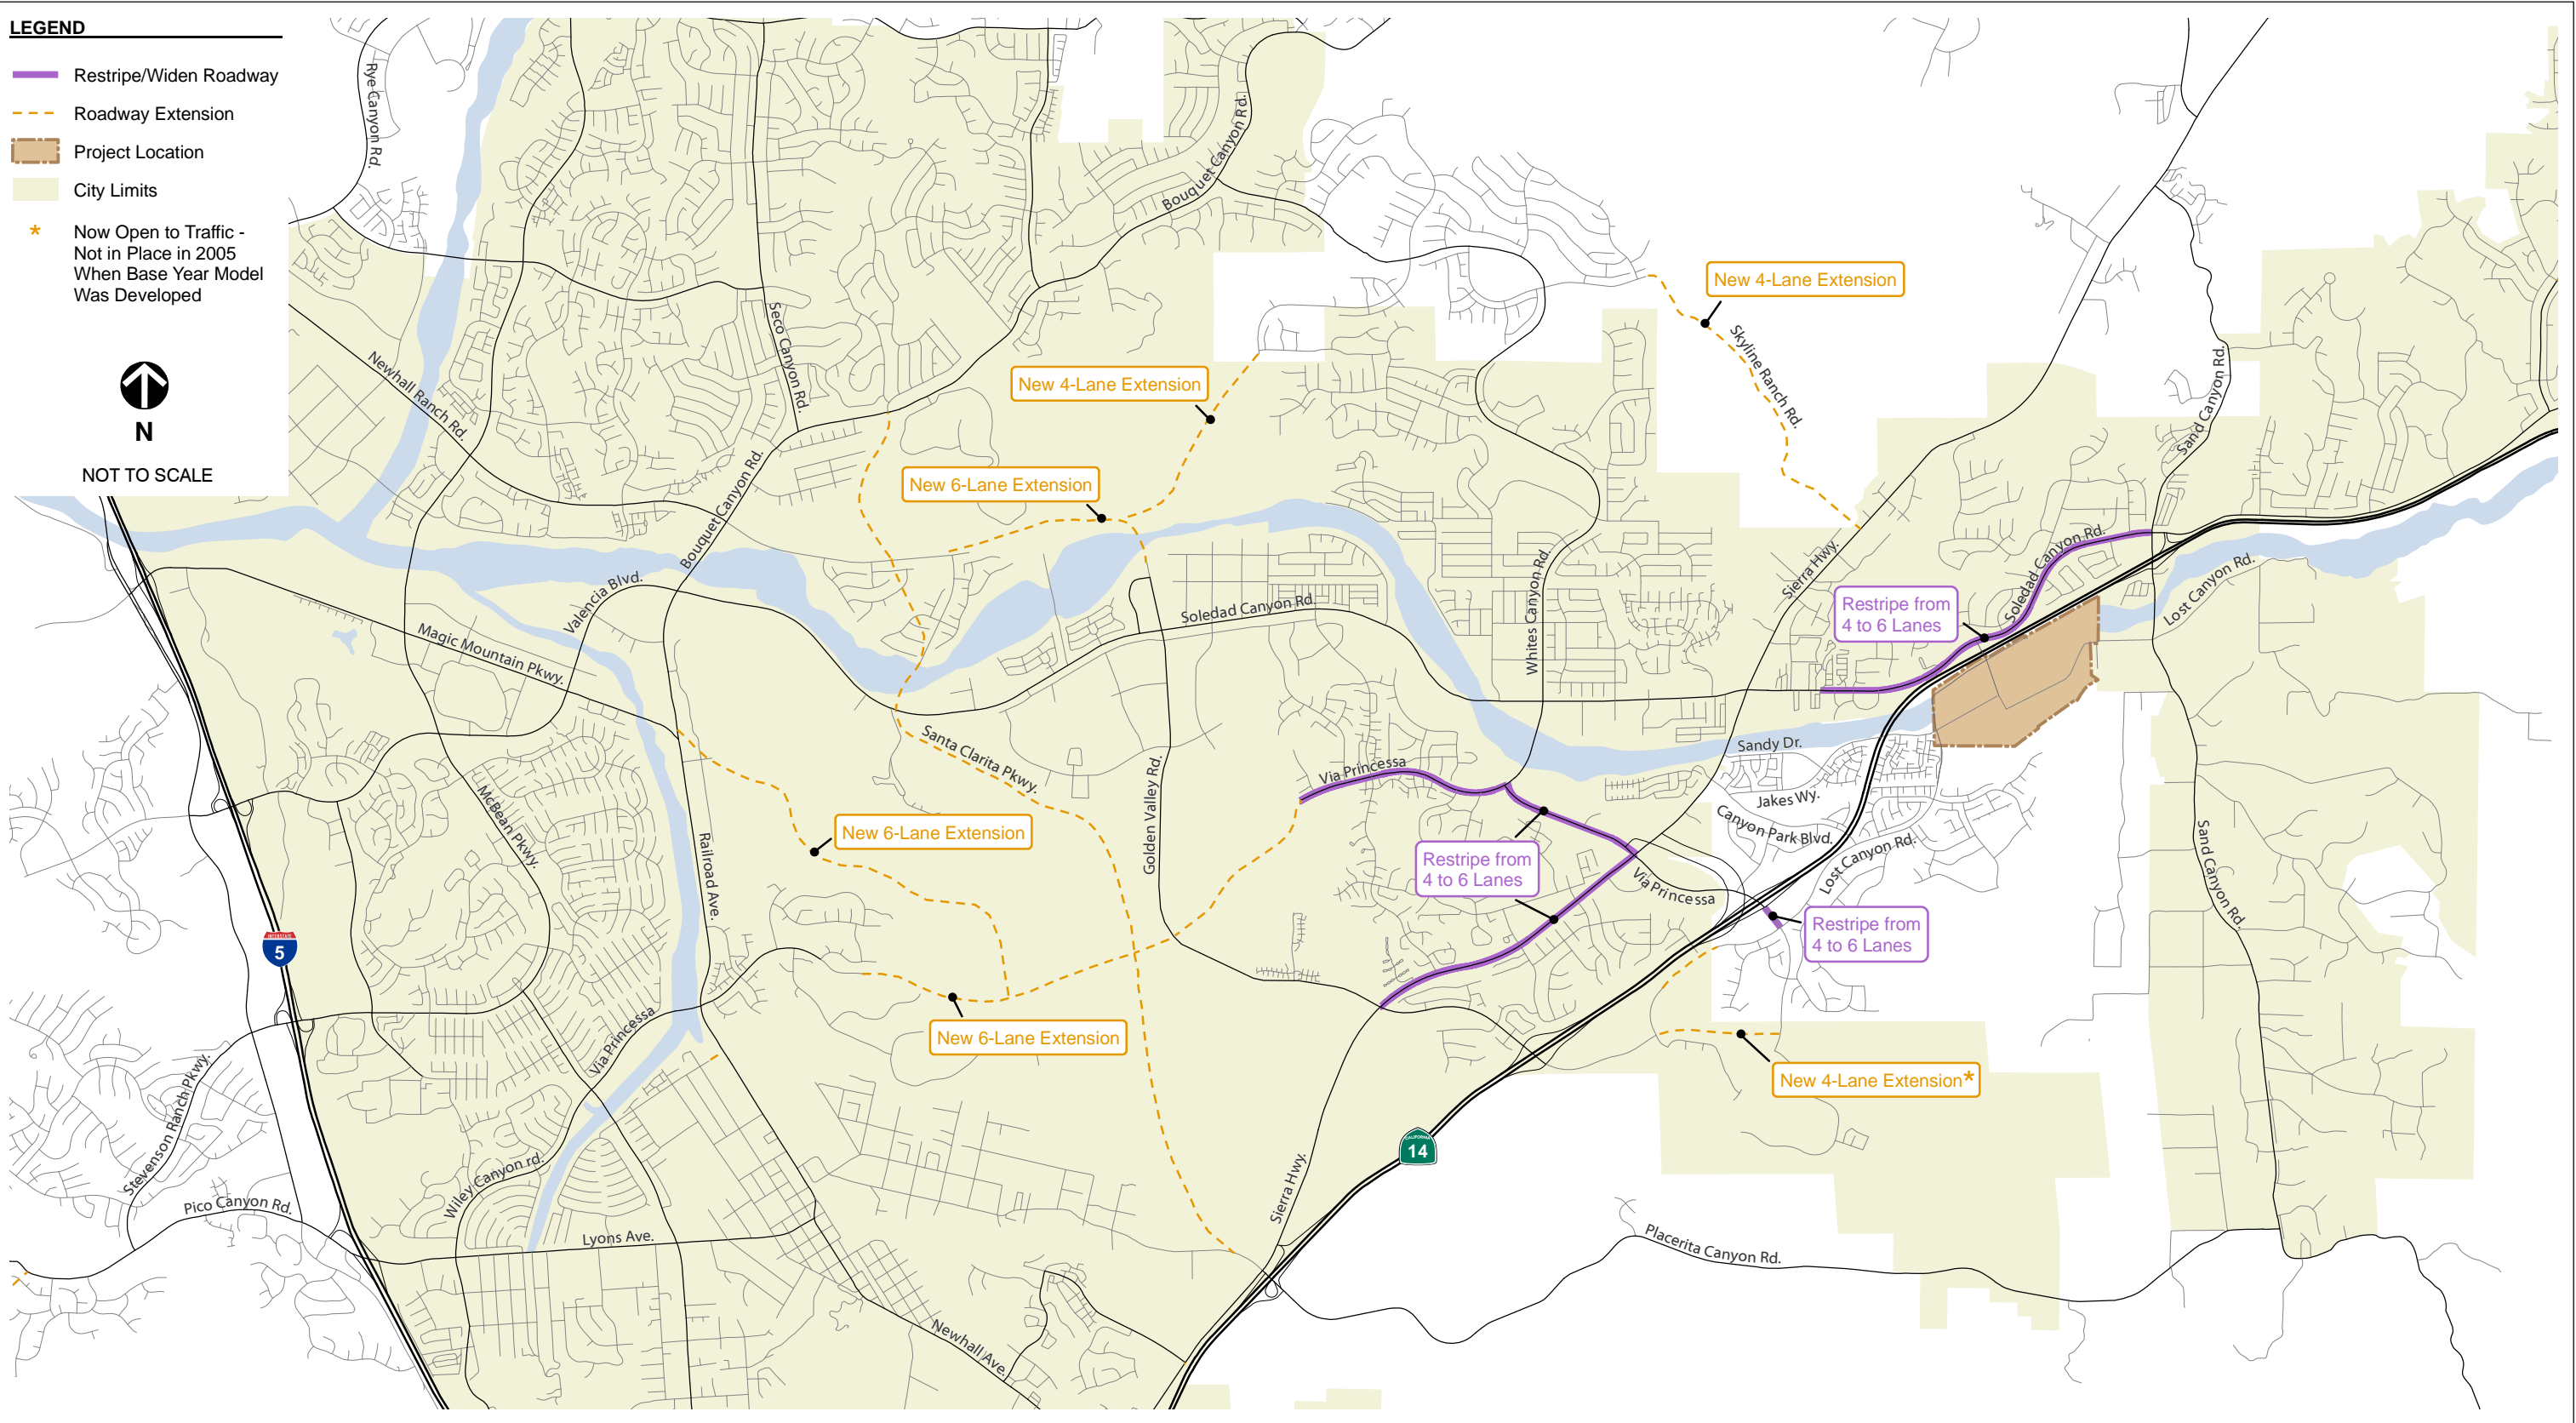 LEGEND
Restripe/Widen Roadway
Roadway Extension
Project Location
City Limits
*
Now Open to Traffic -
Not in Place in 2005
When Base Year Model
Was Developed
N
NOT TO SCALE
Rye Canyon Rd.
Bouquet Canyon Rd.
New 4-Lane Extension
Skyline Ranch Rd.
Seco Canyon Rd.
Newhall Ranch Rd.
New 4-Lane Extension
Sand Canyon Rd.
New 6-Lane Extension
Bouquet Canyon Rd.
Valencia Blvd.
Soledad Canyon Rd.
Whites Canyon Rd.
Sierra Hwy.
Soledad Canyon Rd.
Lost Canyon Rd.
Restripe from
4 to 6 Lanes
Magic Mountain Pkwy.
Santa Clarita Pkwy.
Sandy Dr.
Via Princessa
Jakes Wy.
Canyon Park Blvd.
Golden Valley Rd.
McBean Pkwy.
Railroad Ave.
New 6-Lane Extension
Restripe from
4 to 6 Lanes
Via Princessa
Lost Canyon Rd.
Sand Canyon Rd.
Restripe from
4 to 6 Lanes
INTERSTATE
5
New 6-Lane Extension
Via Princessa
New 4-Lane Extension*
Stevenson Ranch Pkwy.
CALIFORNIA
14
Wiley Canyon rd.
Pico Canyon Rd.
Lyons Ave.
Sierra Hwy.
Placerita Canyon Rd.
Newhall Ave.